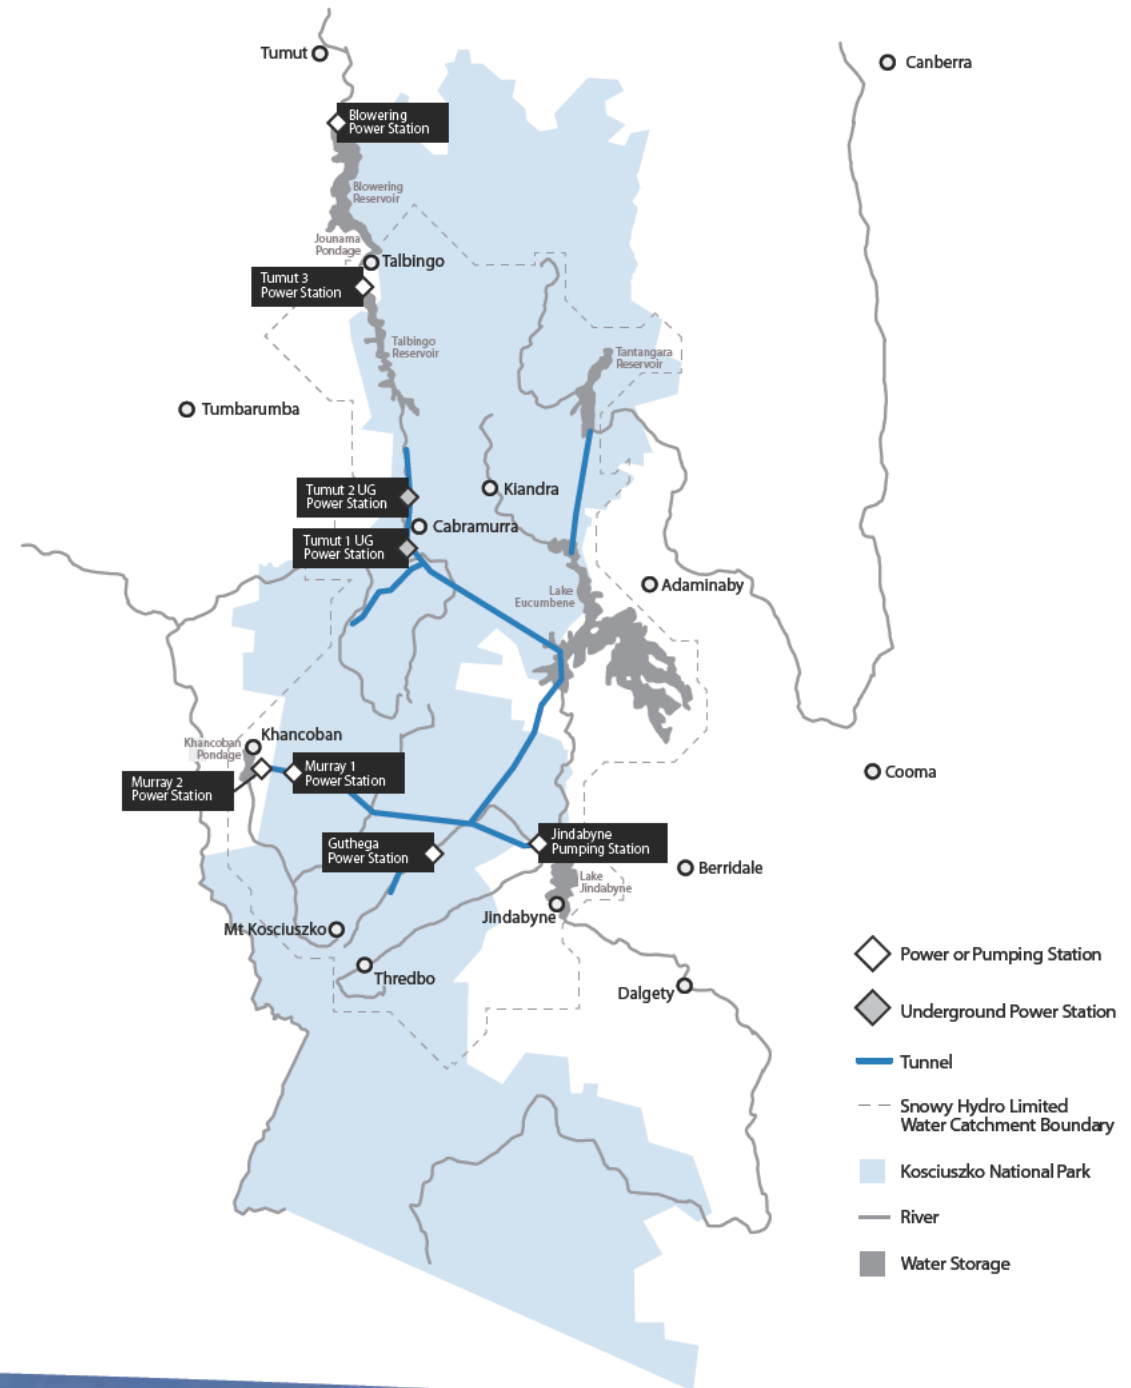 Tumut
Canberra
Blowering
Power Station
Blowering
Reservoir
Jounama
Pondage
Talbingo
Tumut 3
Power Station
Talbingo
Reservoir
Tantangara
Reservoir
Tumbarumba
Kiandra
Tumut 2 UG
Power Station
Cabramurra
Tumut 1 UG
Power Station
Lake
Eucumbene
Adaminaby
Khancoban
Khancoban
Pondage
Murray 1
Power Station
Murray 2
Power Station
Cooma
Guthega
Power Station
Jindabyne
Pumping Station
Berridale
Lake
Jindabyne
Jindabyne
Mt Kosciuszko
Thredbo
Dalgety
Power or Pumping Station
Underground Power Station
Tunnel
Snowy Hydro Limited
Water Catchment Boundary
Kosciuszko National Park
River
Water Storage